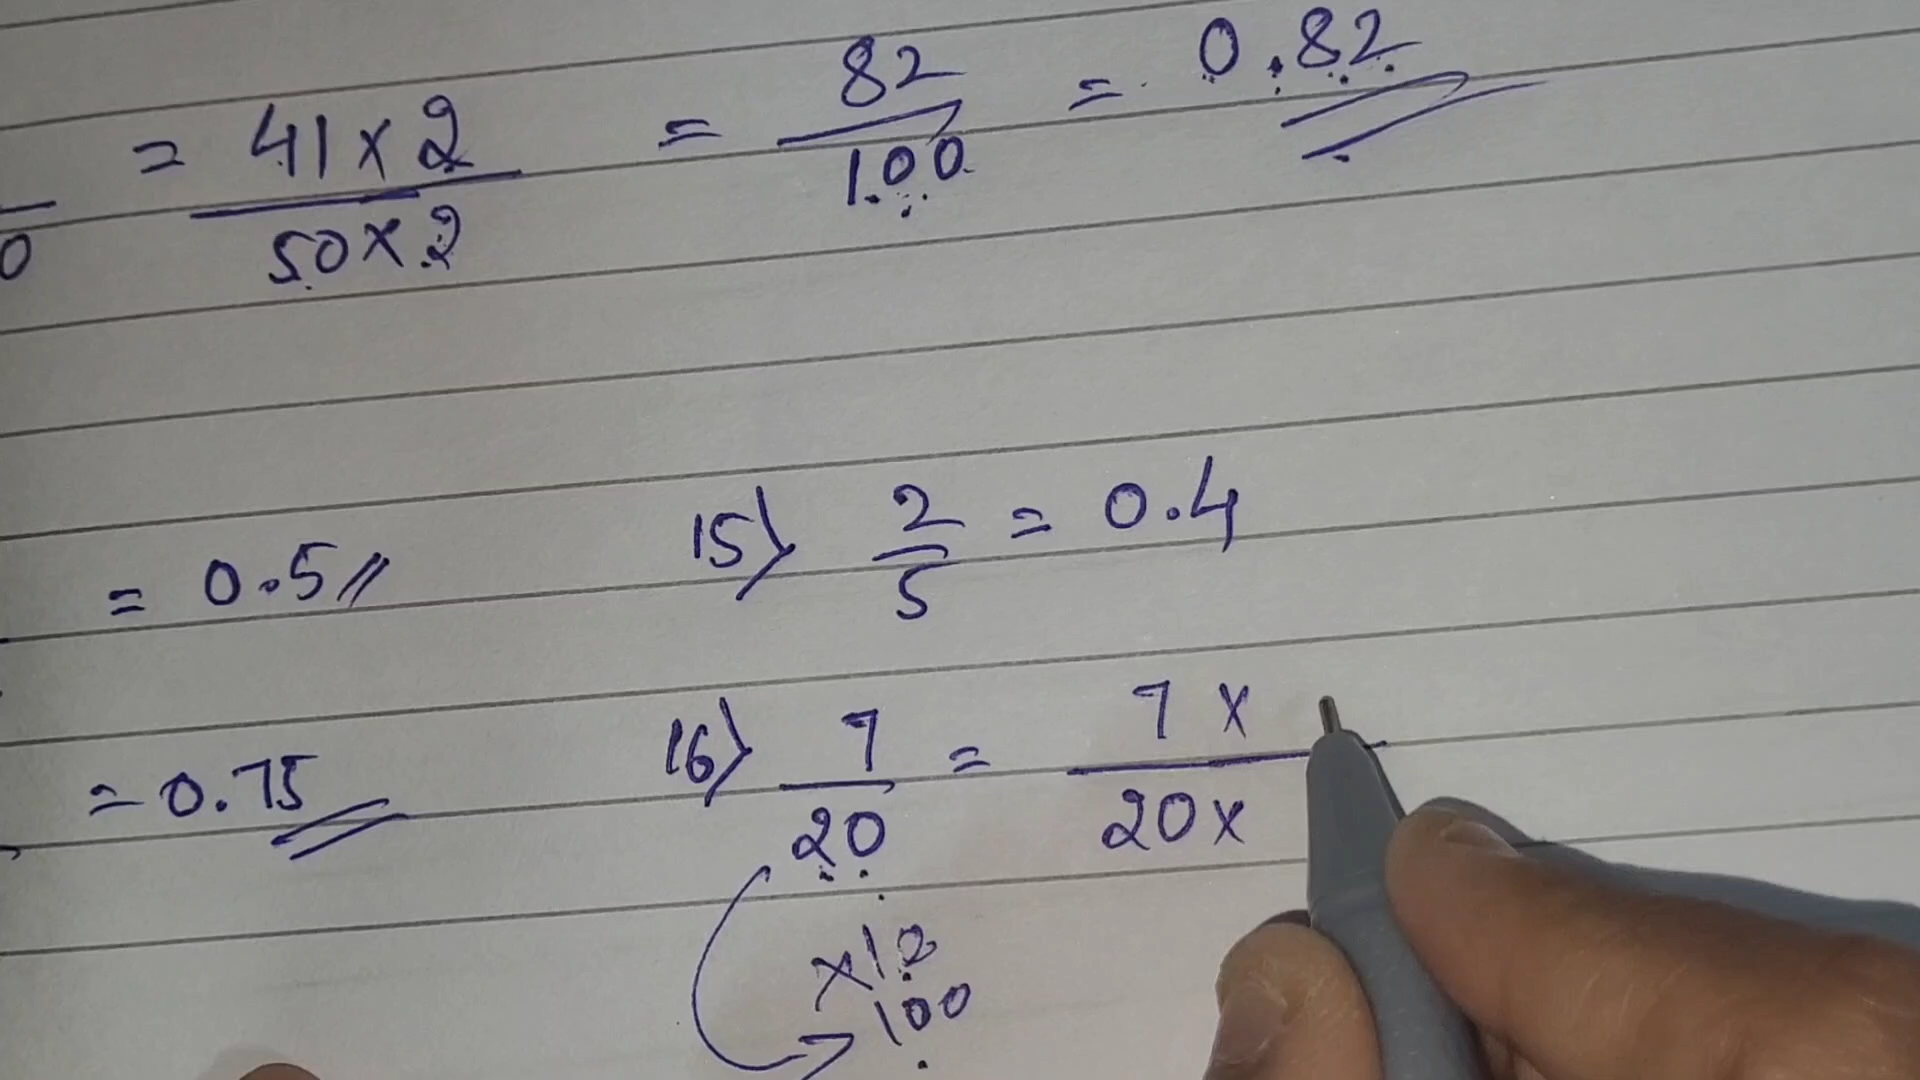 = 41 x 2 / 50 x 2 = 82 / 100 = 0.82
0
= 0.5 //
15) 2 / 5 = 0.4
= 0.75
16) 7 / 20 = 7 x / 20 x
100